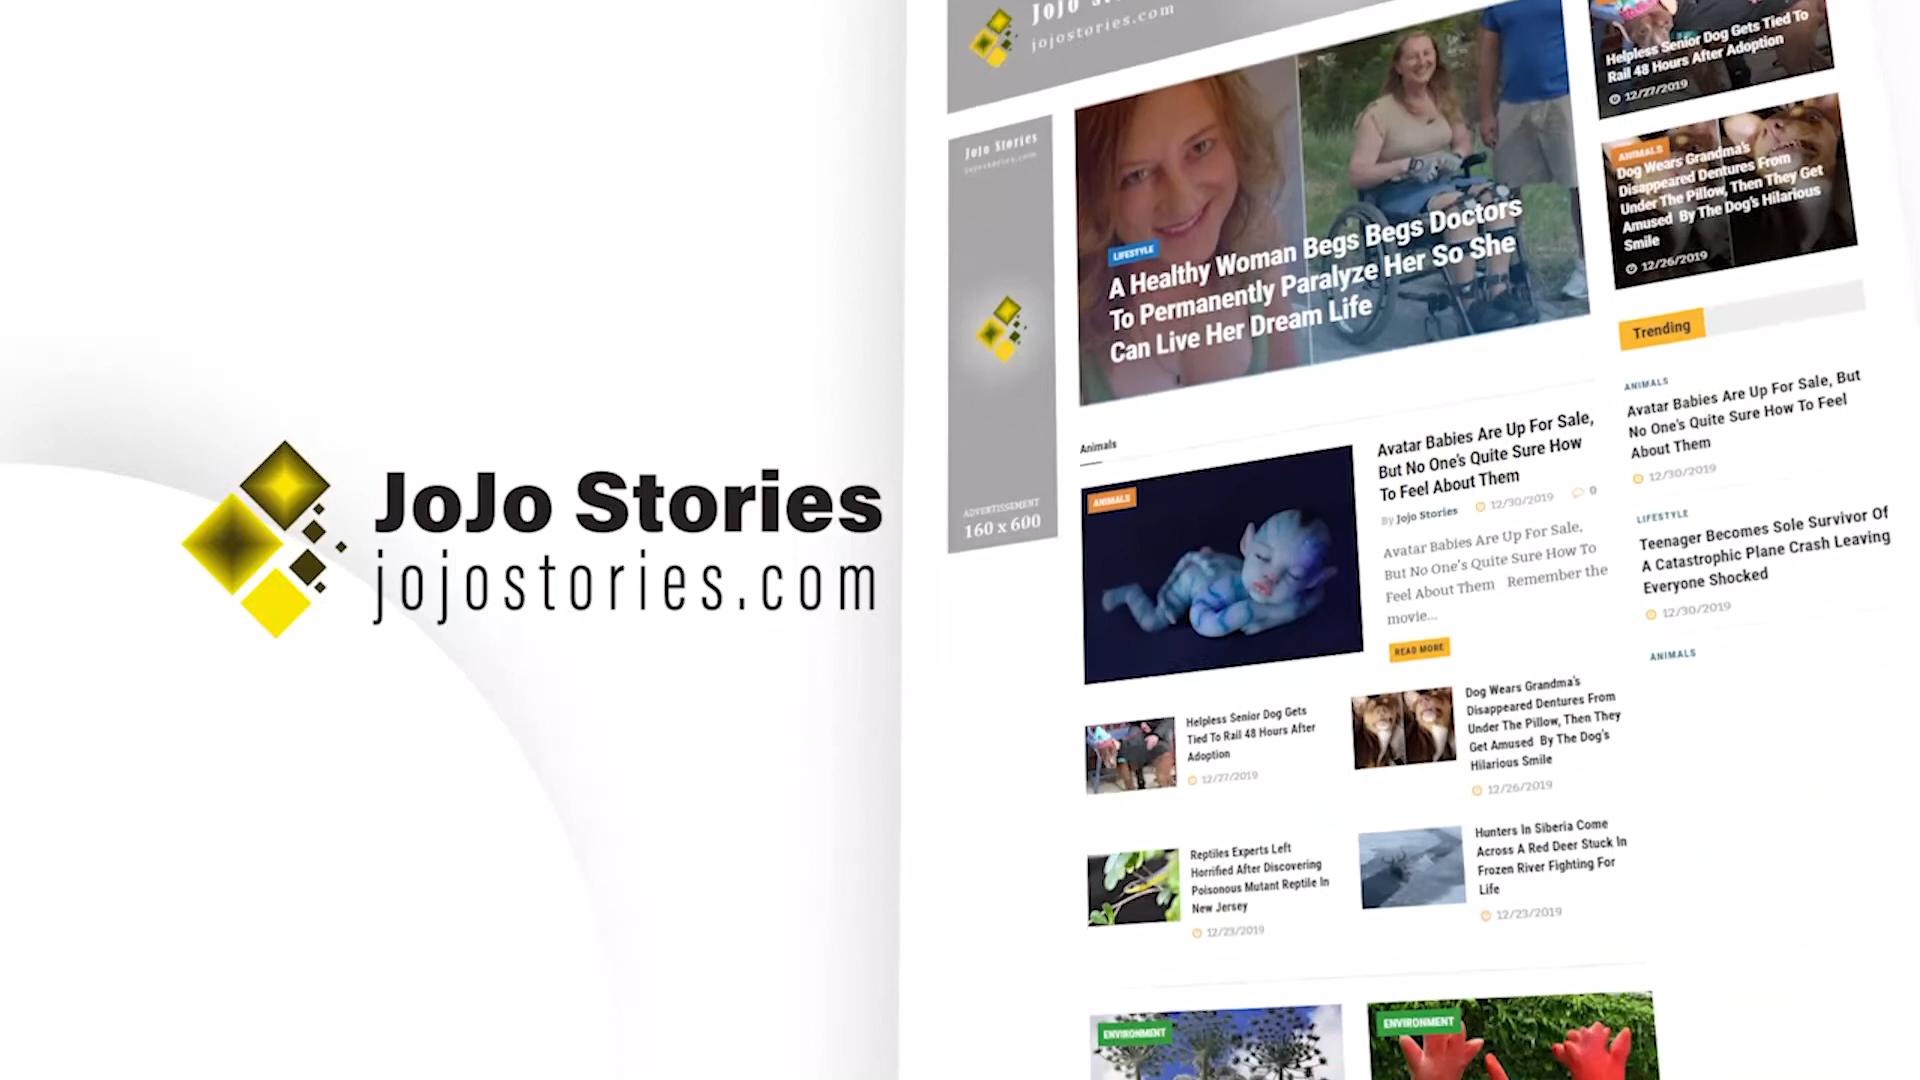 JoJo Stories
jojostories.com
JoJo
jojostories.com
JoJo Stories
jojostories.com
ADVERTISEMENT
160 x 600
LIFESTYLE
A Healthy Woman Begs Begs Doctors
To Permanently Paralyze Her So She
Can Live Her Dream Life
Helpless Senior Dog Gets Tied To
Rail 48 Hours After Adoption
12/27/2019
ANIMALS
Dog Wears Grandma's
Disappeared Dentures From
Under The Pillow, Then They Get
Amused By The Dog's Hilarious
Smile
12/26/2019
Trending
ANIMALS
Avatar Babies Are Up For Sale, But
No One's Quite Sure How To Feel
About Them
12/30/2019
LIFESTYLE
Teenager Becomes Sole Survivor Of
A Catastrophic Plane Crash Leaving
Everyone Shocked
12/30/2019
ANIMALS
Animals
ANIMALS
Avatar Babies Are Up For Sale,
But No One's Quite Sure How
To Feel About Them
By Jojo Stories 12/30/2019 0
Avatar Babies Are Up For Sale,
But No One's Quite Sure How To
Feel About Them Remember the
movie...
READ MORE
Helpless Senior Dog Gets
Tied To Rail 48 Hours After
Adoption
12/27/2019
Dog Wears Grandma's
Disappeared Dentures From
Under The Pillow, Then They
Get Amused By The Dog's
Hilarious Smile
12/26/2019
Reptiles Experts Left
Horrified After Discovering
Poisonous Mutant Reptile In
New Jersey
12/23/2019
Hunters In Siberia Come
Across A Red Deer Stuck In
Frozen River Fighting For
Life
12/23/2019
ENVIRONMENT
ENVIRONMENT